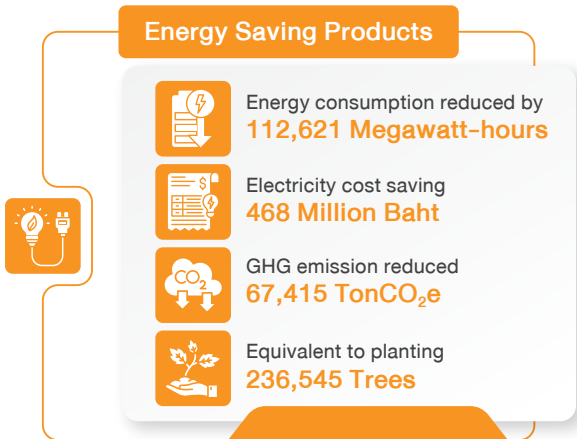 Energy Saving Products
Energy consumption reduced by
112,621 Megawatt-hours
$
Electricity cost saving
468 Million Baht
CO₂
GHG emission reduced
67,415 TonCO₂e
Equivalent to planting
236,545 Trees